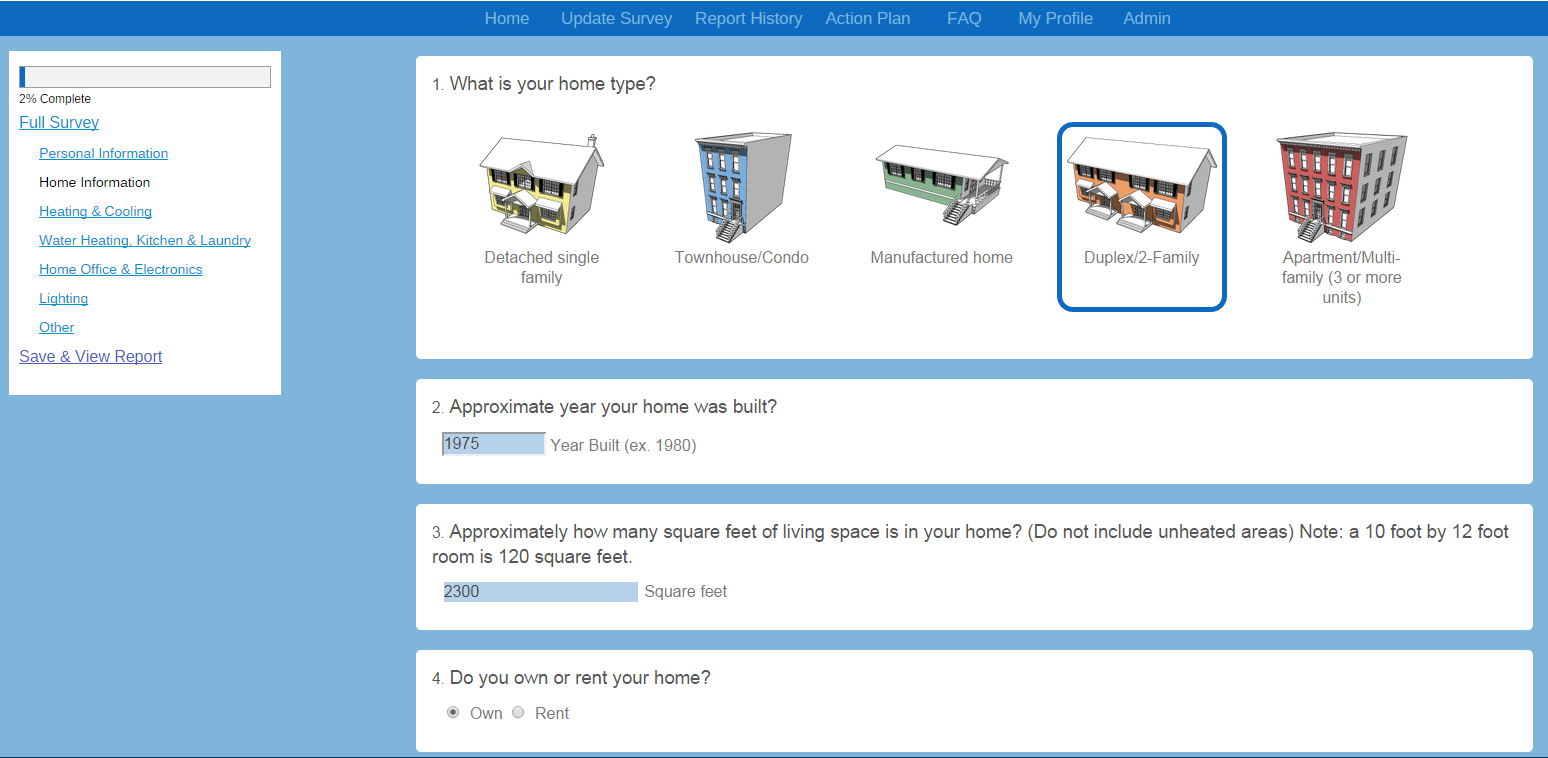 Home Update Survey Report History Action Plan FAQ My Profile Admin
2% Complete
Full Survey
Personal Information
Home Information
Heating & Cooling
Water Heating, Kitchen & Laundry
Home Office & Electronics
Lighting
Other
Save & View Report
1. What is your home type?
Detached single
family
Townhouse/Condo
Manufactured home
Duplex/2-Family
Apartment/Multi-
family (3 or more
units)
2. Approximate year your home was built?
1975 Year Built (ex. 1980)
3. Approximately how many square feet of living space is in your home? (Do not include unheated areas) Note: a 10 foot by 12 foot
room is 120 square feet.
2300 Square feet
4. Do you own or rent your home?
Own Rent